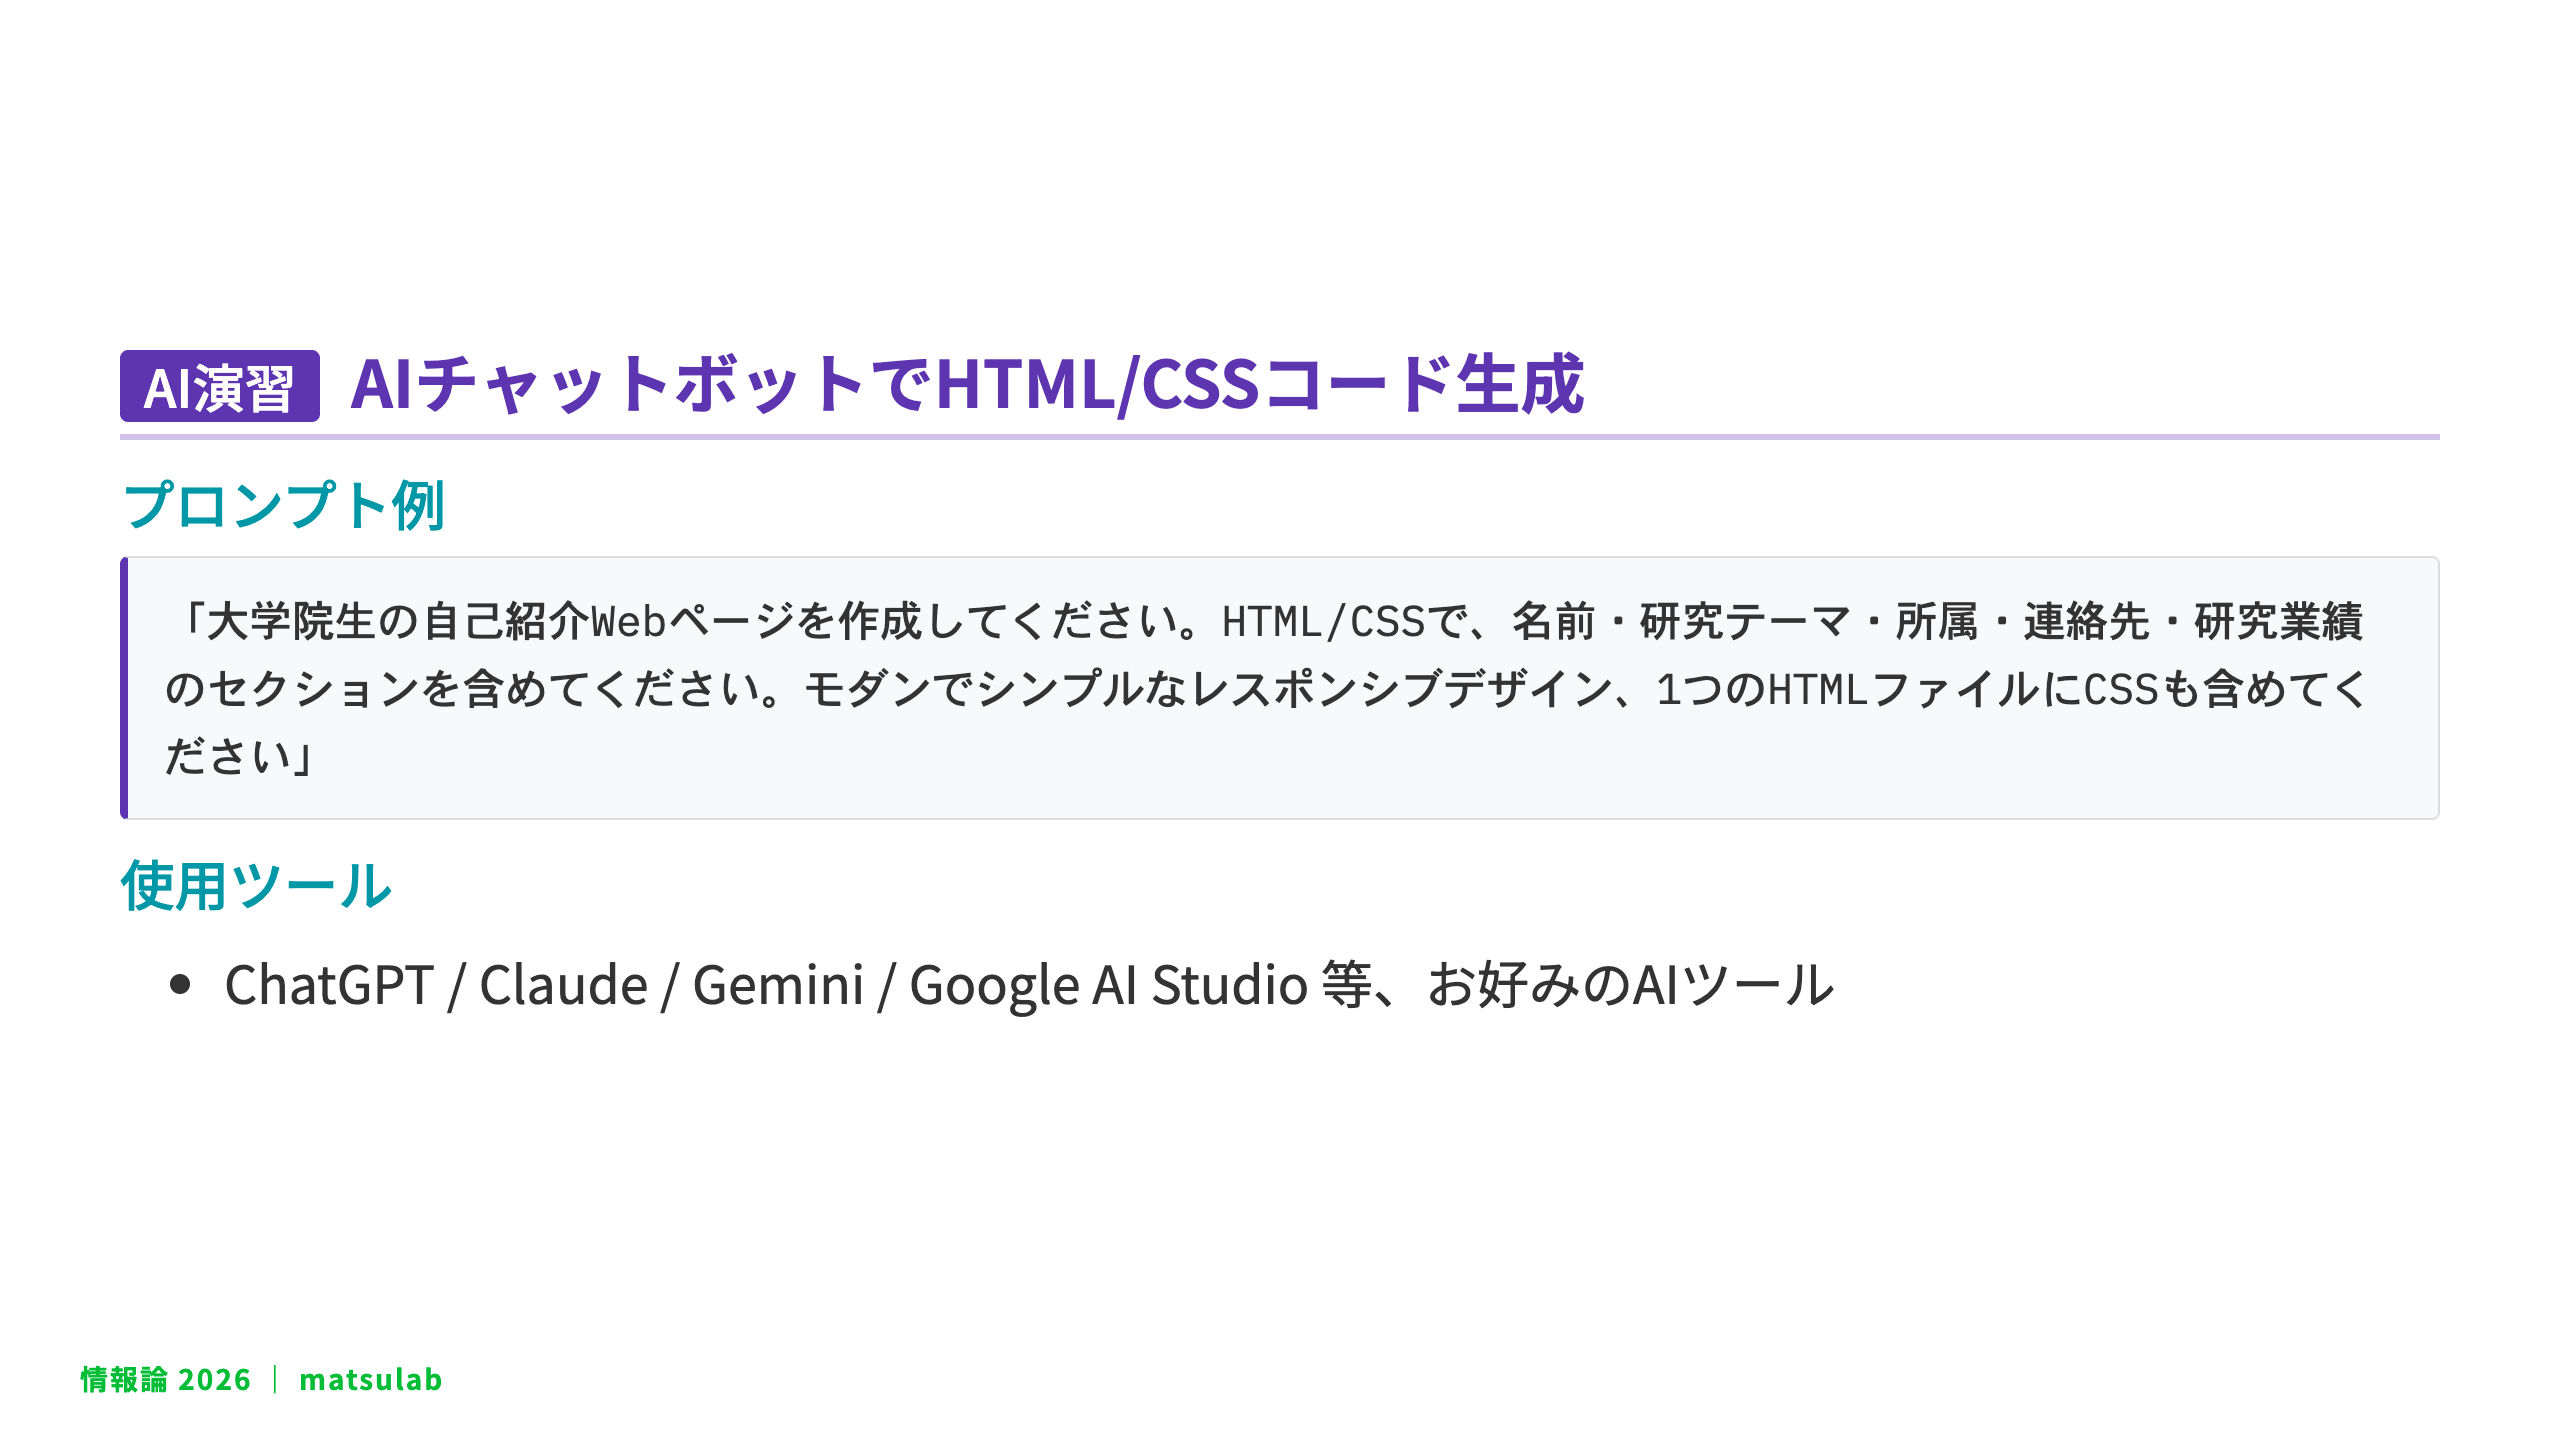 AI演習 AIチャットボットでHTML/CSSコード生成
プロンプト例
「大学院生の自己紹介Webページを作成してください。HTML/CSSで、名前・研究テーマ・所属・連絡先・研究業績
のセクションを含めてください。モダンでシンプルなレスポンシブデザイン、1つのHTMLファイルにCSSも含めてく
ださい」
使用ツール
• ChatGPT / Claude / Gemini / Google AI Studio 等、お好みのAIツール
情報論 2026 ｜ matsulab